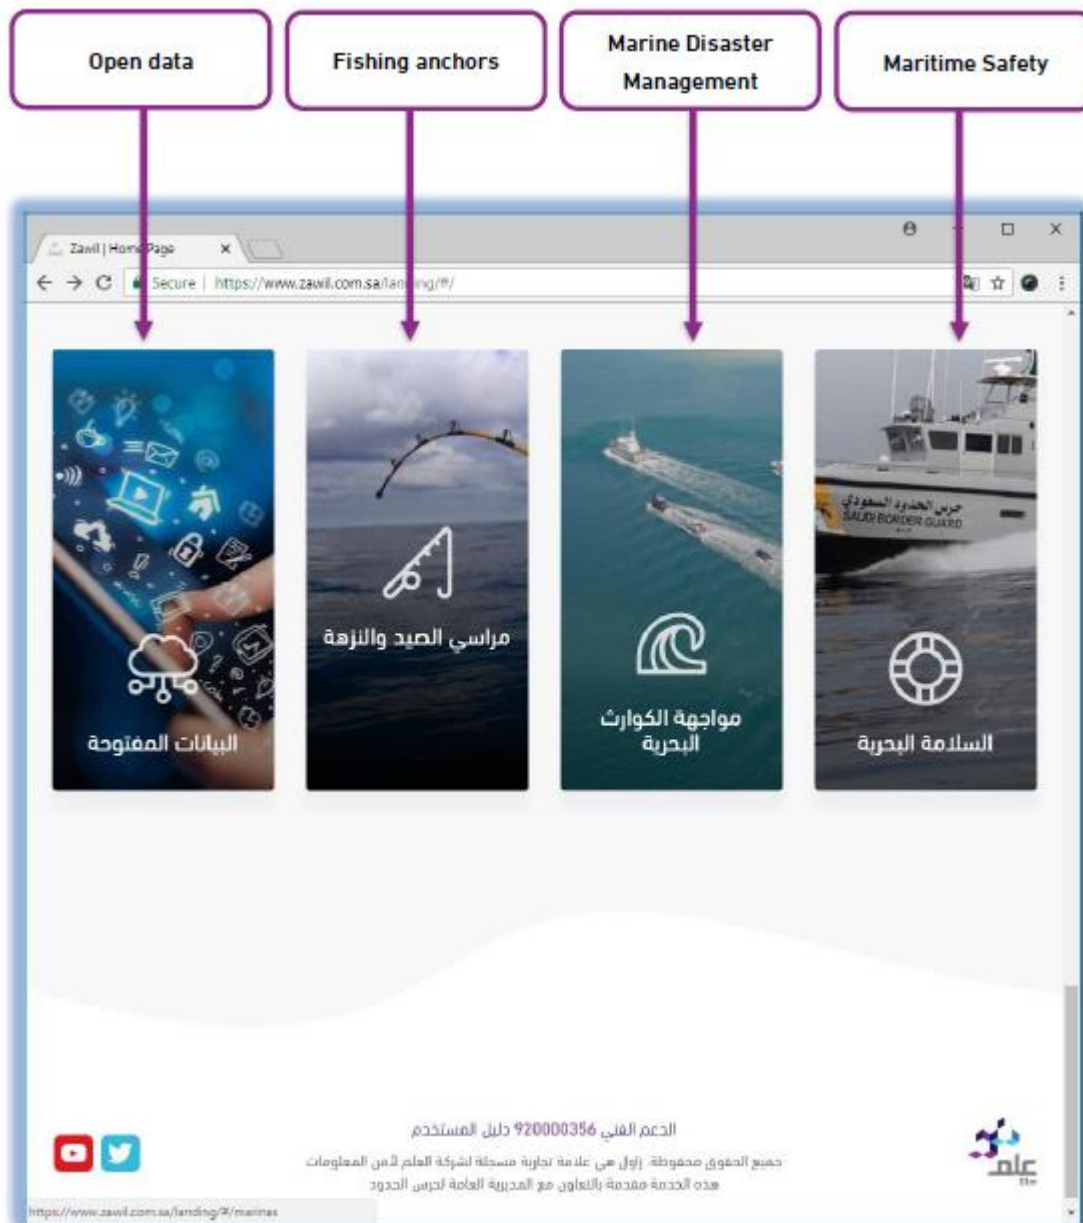 Open data
Fishing anchors
Marine Disaster
Management
Maritime Safety
Zawil | HomePage
Secure | https://www.zawil.com.sa/landing/#/
حرس الحدود السعودي
SAUDI BORDER GUARD
البيانات المفتوحة
مراسي الصيد والنزهة
مواجهة الكوارث
البحرية
السلامة البحرية
الدعم الفني 920000356 دليل المستخدم
جميع الحقوق محفوظة. زاول هي علامة تجارية مسجلة لشركة العلم لأمن المعلومات
هذه الخدمة مقدمة بالتعاون مع المديرية العامة لحرس الحدود
علم
Elm
https://www.zawil.com.sa/landing/#/marinas